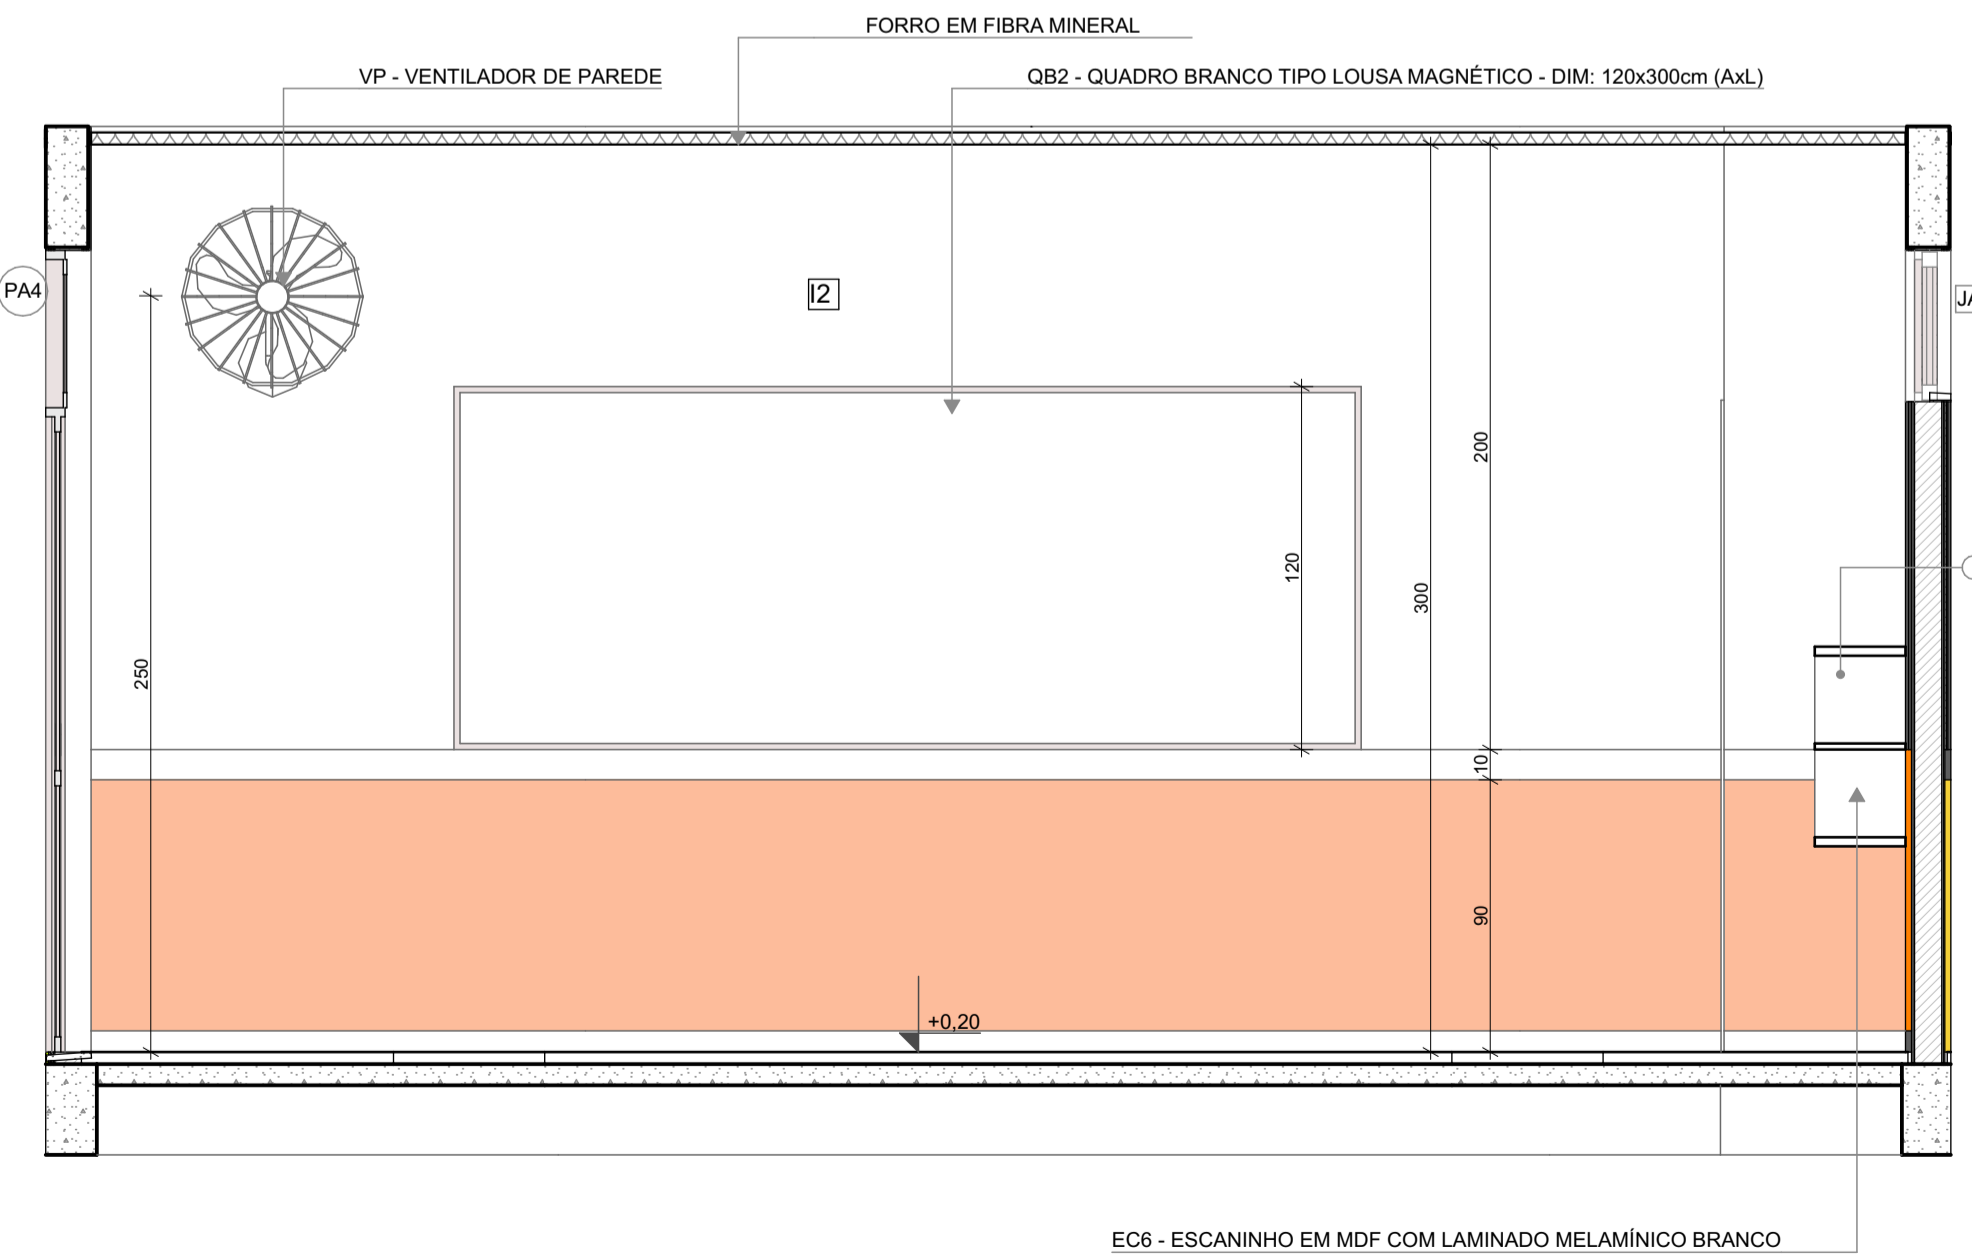 FORRO EM FIBRA MINERAL
VP - VENTILADOR DE PAREDE
QB2 - QUADRO BRANCO TIPO LOUSA MAGNÉTICO - DIM: 120x300cm (AxL)
PA4
I2
JA
200
120
300
250
10
90
+0,20
EC6 - ESCANINHO EM MDF COM LAMINADO MELAMÍNICO BRANCO